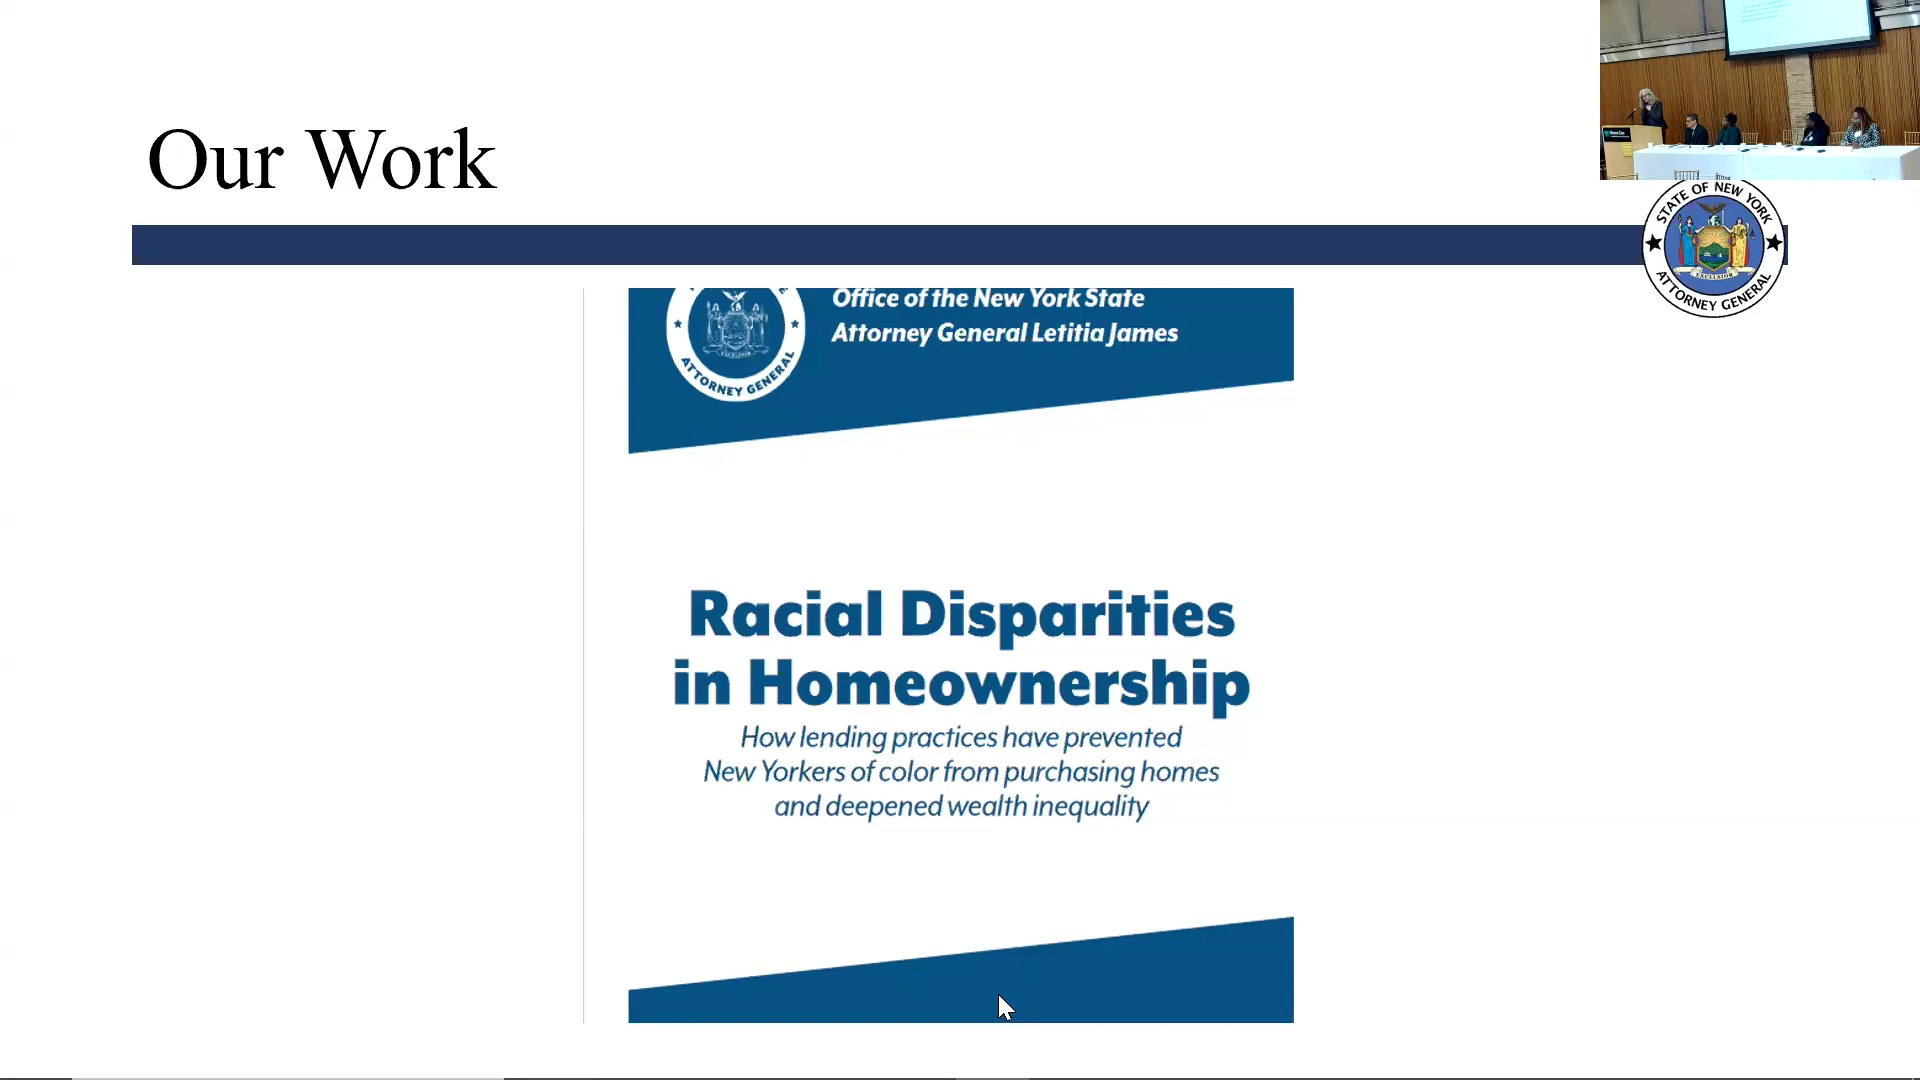 Our Work
STATE OF NEW YORK
EXCELSIOR
ATTORNEY GENERAL
Office of the New York State
Attorney General Letitia James
ATTORNEY GENERAL
EXCELSIOR
Racial Disparities
in Homeownership
How lending practices have prevented
New Yorkers of color from purchasing homes
and deepened wealth inequality